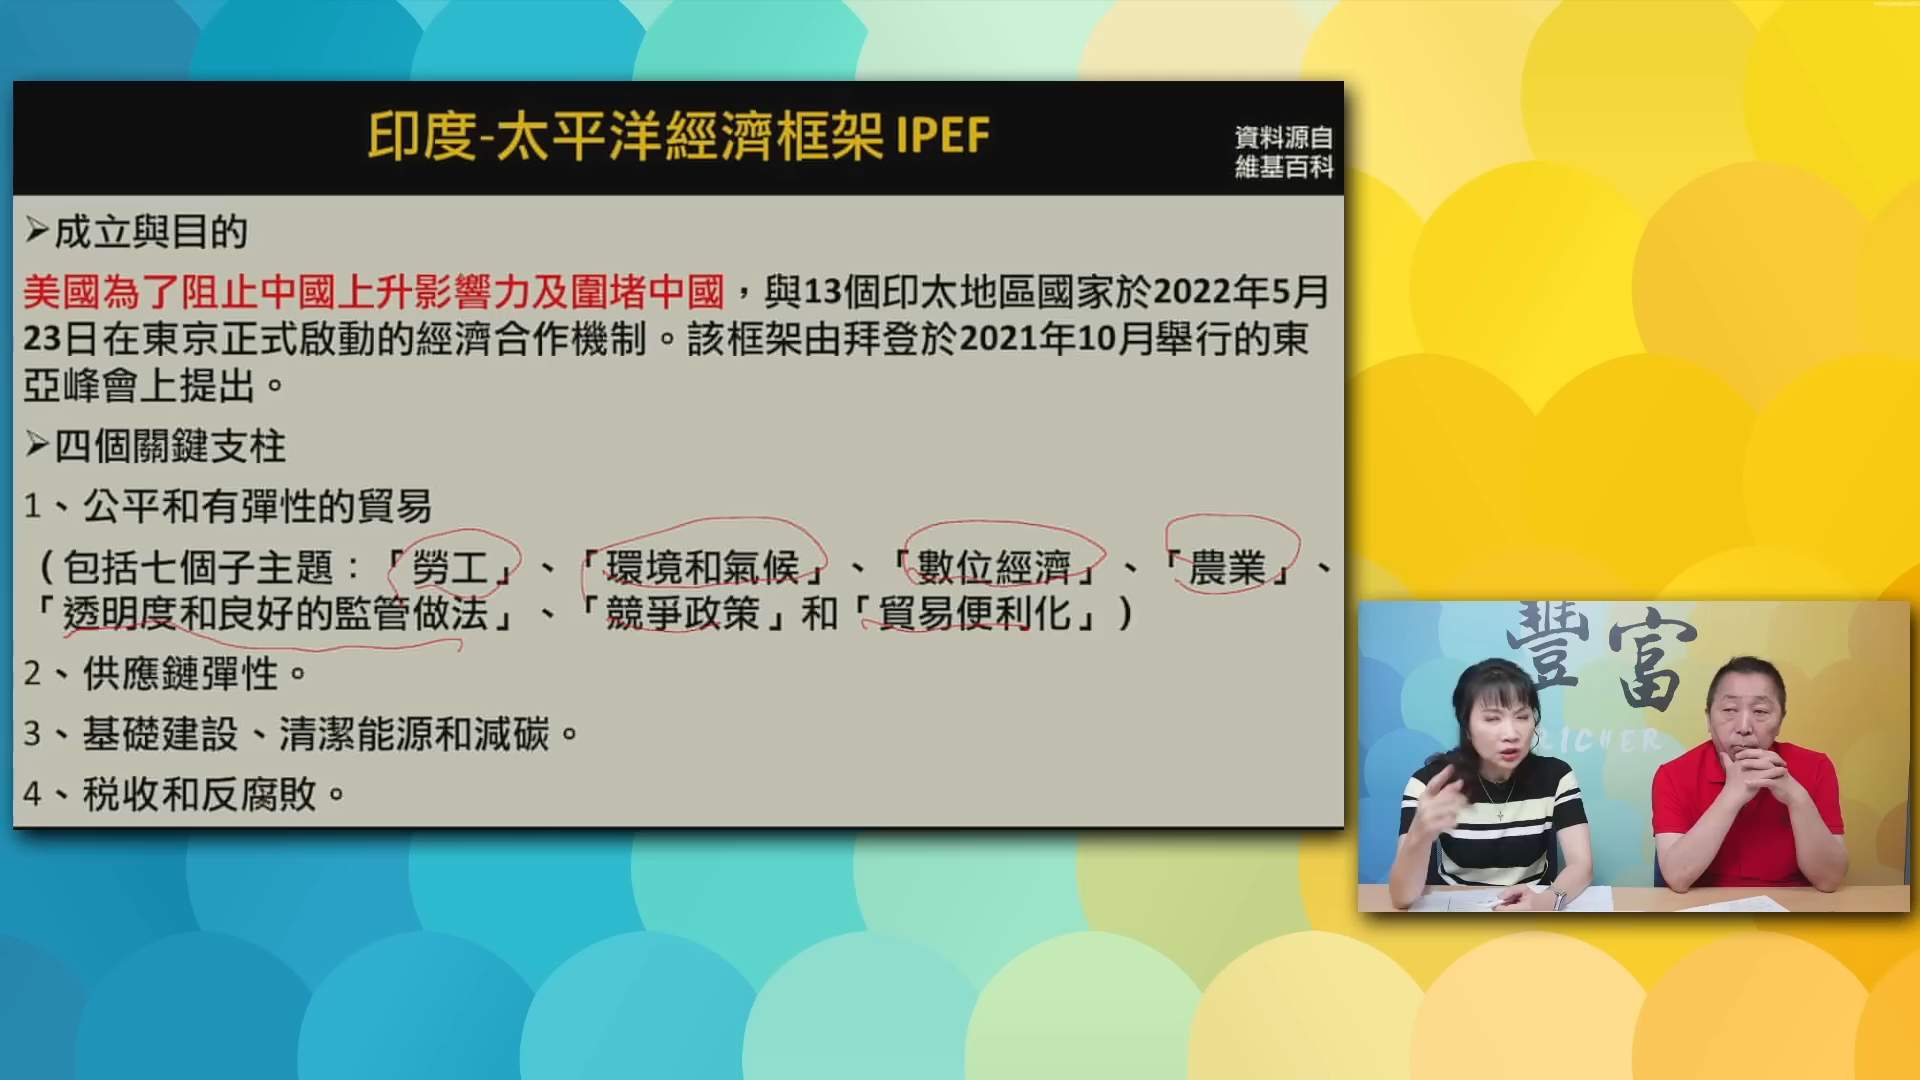 印度-太平洋經濟框架 IPEF
資料源自
維基百科
➢成立與目的
美國為了阻止中國上升影響力及圍堵中國，與13個印太地區國家於2022年5月
23日在東京正式啟動的經濟合作機制。該框架由拜登於2021年10月舉行的東
亞峰會上提出。
➢四個關鍵支柱
1、公平和有彈性的貿易
（包括七個子主題：「勞工」、「環境和氣候」、「數位經濟」、「農業」、
「透明度和良好的監管做法」、「競爭政策」和「貿易便利化」）
2、供應鏈彈性。
3、基礎建設、清潔能源和減碳。
4、税收和反腐敗。
豐富
RICHER